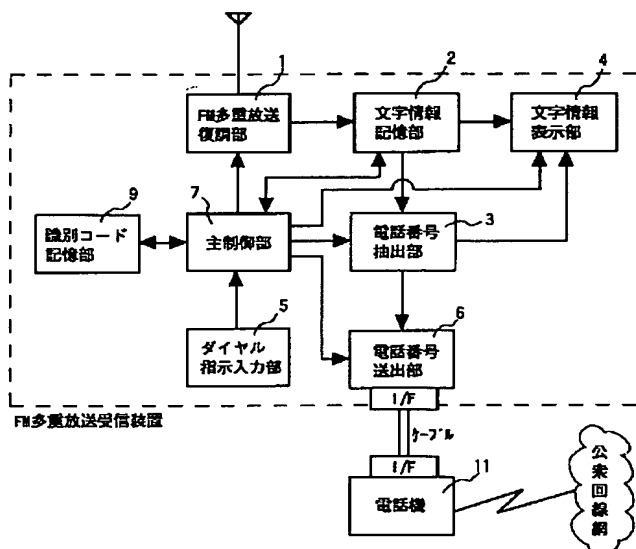 1
2
4
FM多重放送
復調部
文字情報
記憶部
文字情報
表示部
9
7
3
識別コード
記憶部
主制御部
電話番号
抽出部
5
6
ダイヤル
指示入力部
電話番号
送出部
I/F
FM多重放送受信装置
ケーブル
I/F
11
電話機
公衆回線網